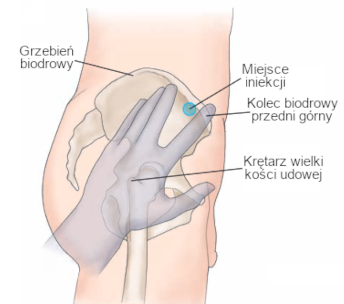 Grzebień
biodrowy
Miejsce
iniekcji
Kolec biodrowy
przedni górny
Krętarz wielki
kości udowej